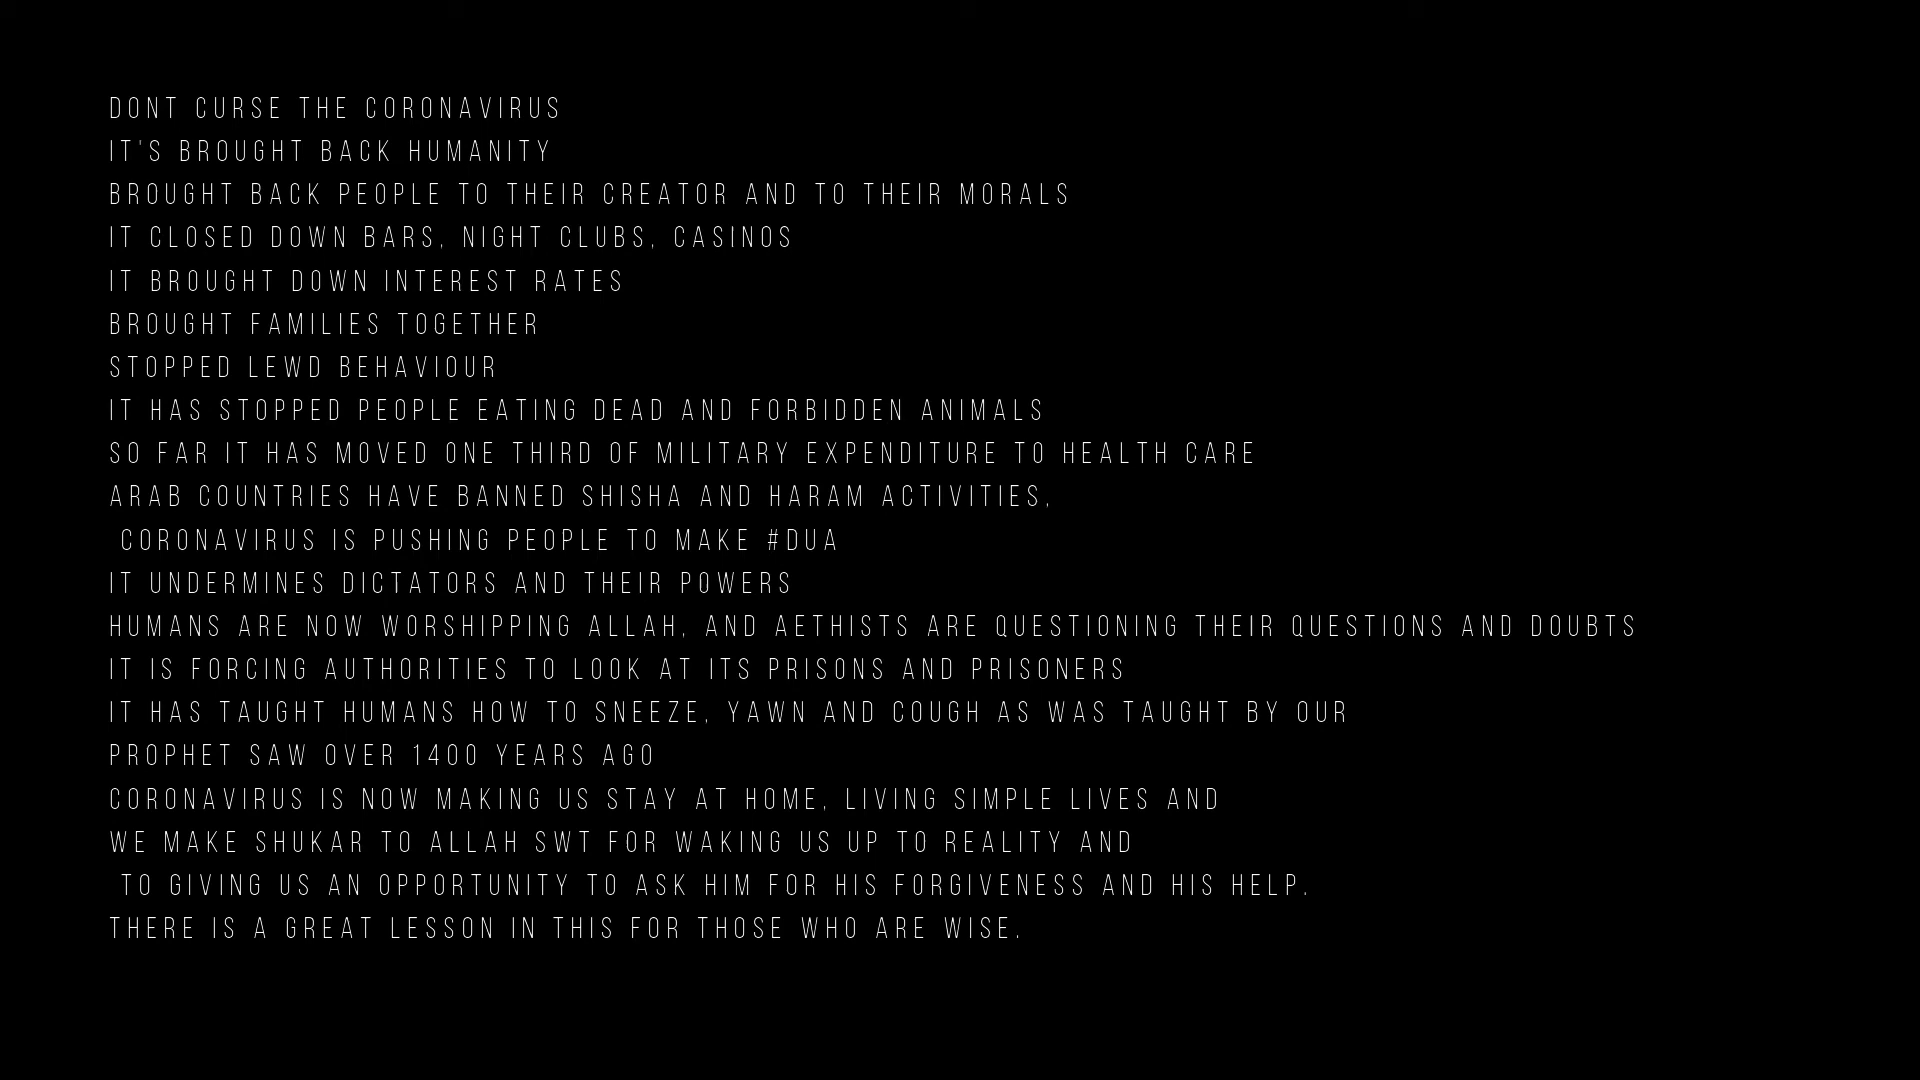 DONT CURSE THE CORONAVIRUS
IT'S BROUGHT BACK HUMANITY
BROUGHT BACK PEOPLE TO THEIR CREATOR AND TO THEIR MORALS
IT CLOSED DOWN BARS, NIGHT CLUBS, CASINOS
IT BROUGHT DOWN INTEREST RATES
BROUGHT FAMILIES TOGETHER
STOPPED LEWD BEHAVIOUR
IT HAS STOPPED PEOPLE EATING DEAD AND FORBIDDEN ANIMALS
SO FAR IT HAS MOVED ONE THIRD OF MILITARY EXPENDITURE TO HEALTH CARE
ARAB COUNTRIES HAVE BANNED SHISHA AND HARAM ACTIVITIES,
CORONAVIRUS IS PUSHING PEOPLE TO MAKE #DUA
IT UNDERMINES DICTATORS AND THEIR POWERS
HUMANS ARE NOW WORSHIPPING ALLAH, AND AETHISTS ARE QUESTIONING THEIR QUESTIONS AND DOUBTS
IT IS FORCING AUTHORITIES TO LOOK AT ITS PRISONS AND PRISONERS
IT HAS TAUGHT HUMANS HOW TO SNEEZE, YAWN AND COUGH AS WAS TAUGHT BY OUR
PROPHET SAW OVER 1400 YEARS AGO
CORONAVIRUS IS NOW MAKING US STAY AT HOME, LIVING SIMPLE LIVES AND
WE MAKE SHUKAR TO ALLAH SWT FOR WAKING US UP TO REALITY AND
TO GIVING US AN OPPORTUNITY TO ASK HIM FOR HIS FORGIVENESS AND HIS HELP.
THERE IS A GREAT LESSON IN THIS FOR THOSE WHO ARE WISE.